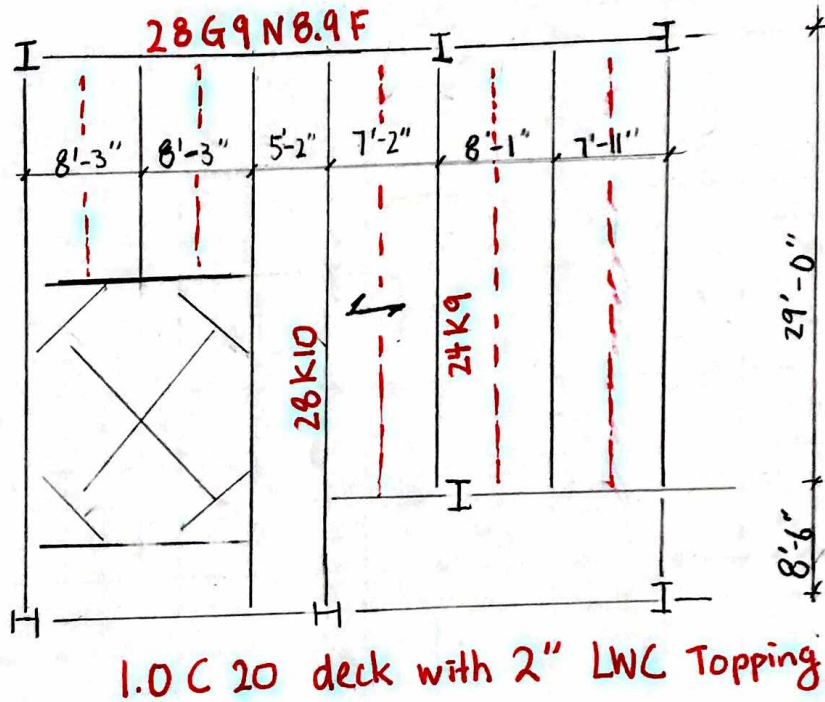 28G9N8.9F
8'-3" 8'-3" 5'-2" 7'-2" 8'-1" 7'-11"
29'-0"
28K10
24K9
8'-6"
1.0 C 20 deck with 2" LWC Topping